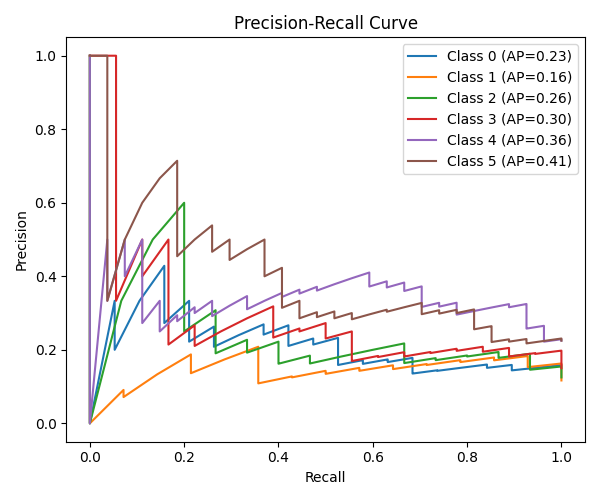 Precision-Recall Curve
Class 0 (AP=0.23)
Class 1 (AP=0.16)
Class 2 (AP=0.26)
Class 3 (AP=0.30)
Class 4 (AP=0.36)
Class 5 (AP=0.41)
Precision
1.0
0.8
0.6
0.4
0.2
0.0
0.0 0.2 0.4 0.6 0.8 1.0
Recall